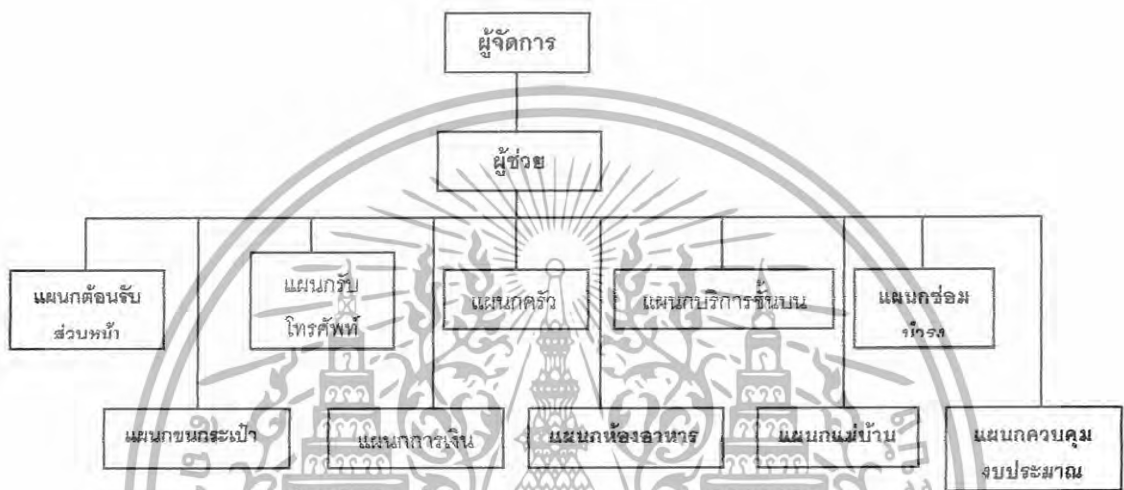 ผู้จัดการ
ผู้ช่วย
แผนกต้อนรับ
ส่วนหน้า
แผนกรับ
โทรศัพท์
แผนกครัว
แผนกบริการชั้นบน
แผนกซ่อม
บำรุง
แผนกขนกระเป๋า
แผนกการเงิน
แผนกห้องอาหาร
แผนกแม่บ้าน
แผนกควบคุม
งบประมาณ